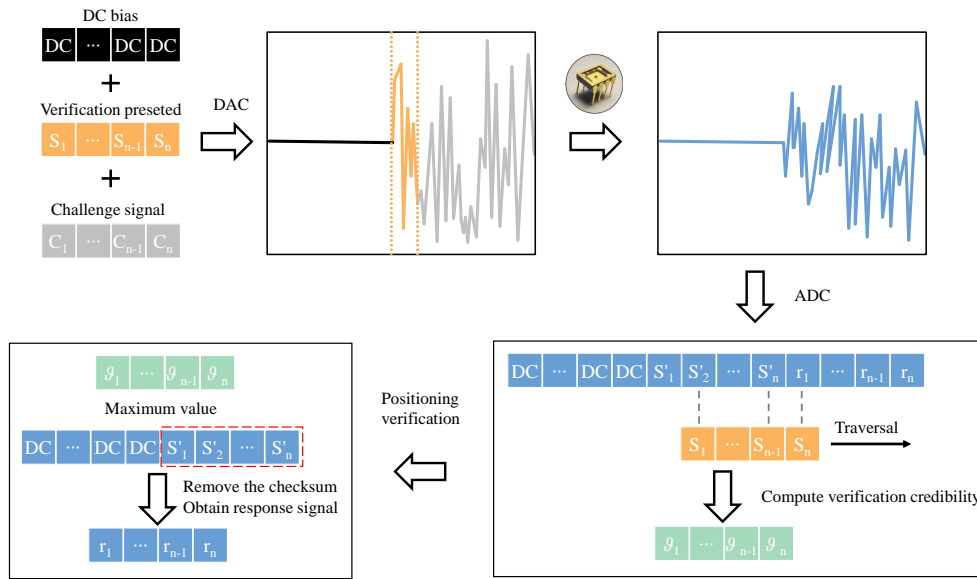 DC bias
DC ··· DC DC
+
Verification preseted
S1 ··· Sn-1 Sn
+
Challenge signal
C1 ··· Cn-1 Cn
DAC
ADC
DC ··· DC DC S'1 S'2 ··· S'n r1 ··· rn-1 rn
S1 ··· Sn-1 Sn
Traversal
Compute verification credibility
ϑ1 ··· ϑn-1 ϑn
Positioning
verification
ϑ1 ··· ϑn-1 ϑn
Maximum value
DC ··· DC DC S'1 S'2 ··· S'n
Remove the checksum
Obtain response signal
r1 ··· rn-1 rn